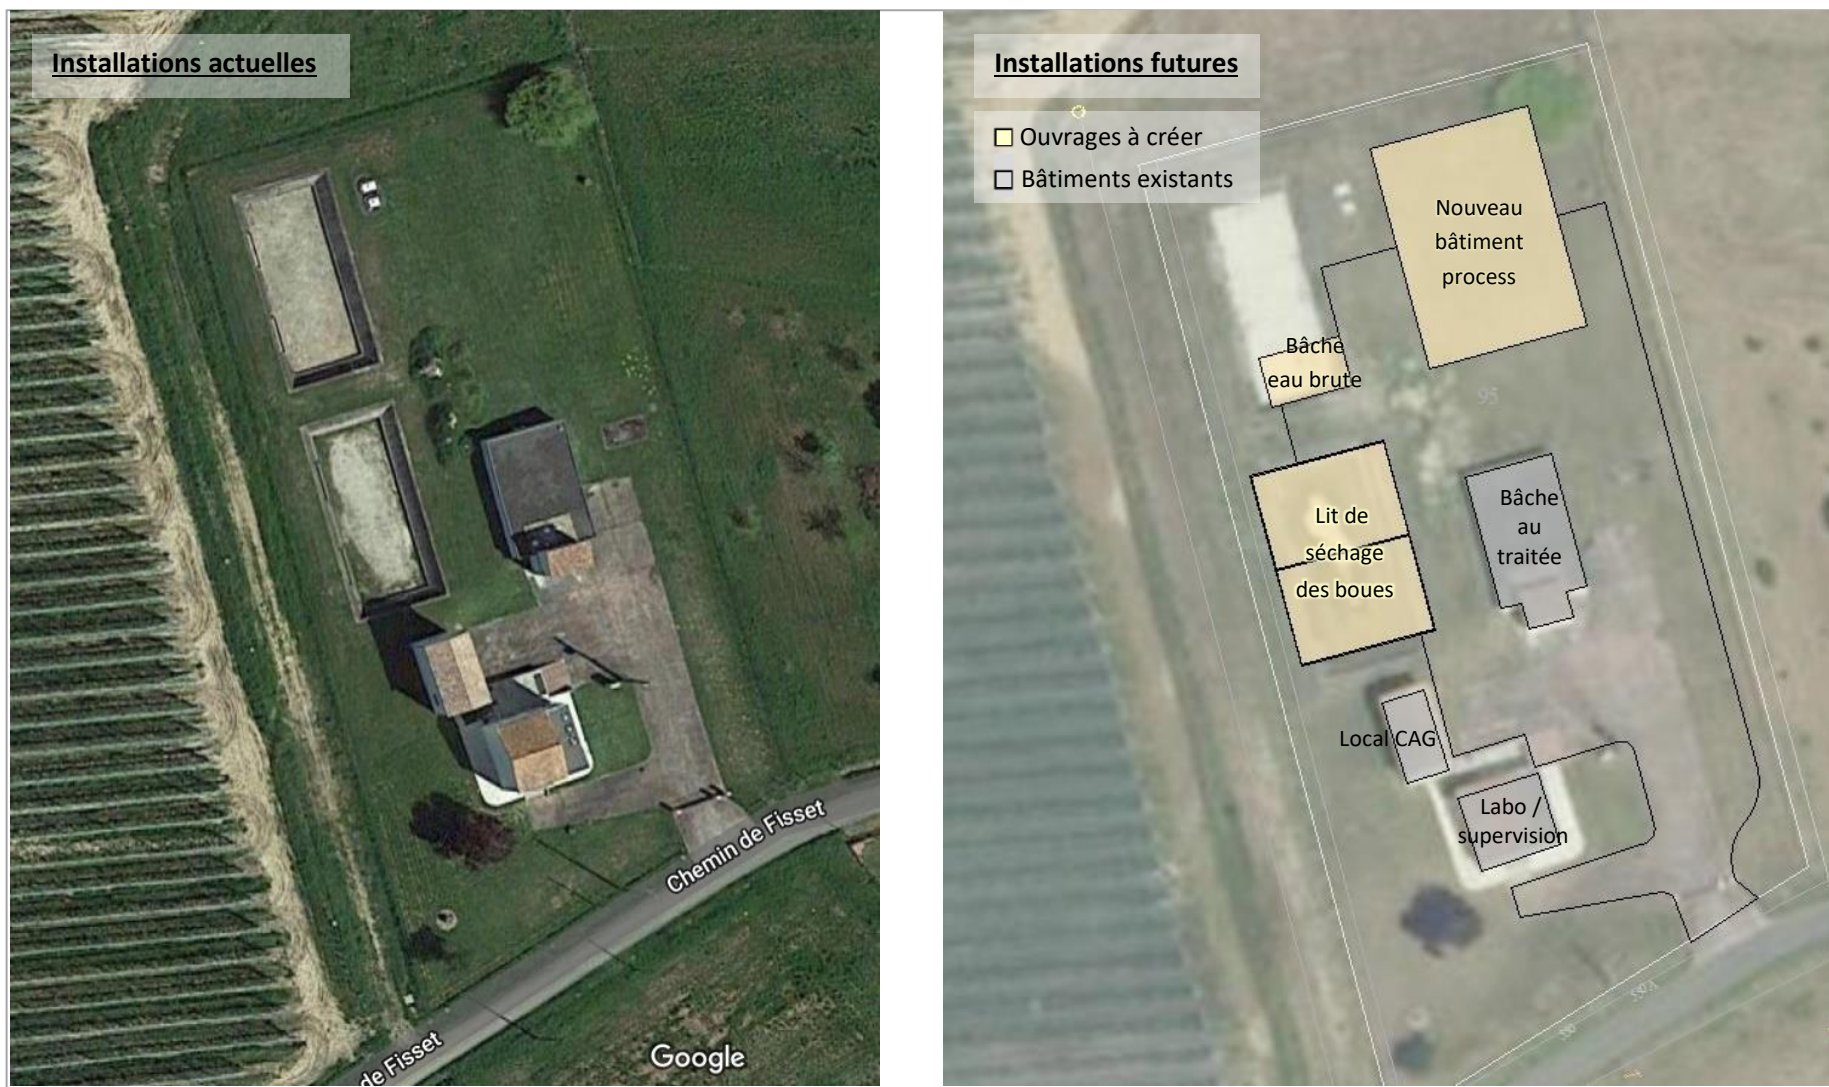 Installations actuelles
Chemin de Fisset
de Fisset
Google
Installations futures
Ouvrages à créer
Bâtiments existants
Nouveau
bâtiment
process
Bâche
eau brute
95
Lit de
séchage
des boues
Bâche
au
traitée
Local CAG
Labo /
supervision